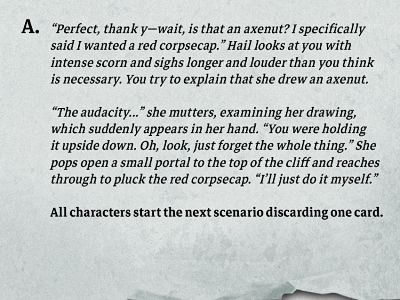 A. “Perfect, thank y—wait, is that an axenut? I specifically
said I wanted a red corpsecap.” Hail looks at you with
intense scorn and sighs longer and louder than you think
is necessary. You try to explain that she drew an axenut.
“The audacity...” she mutters, examining her drawing,
which suddenly appears in her hand. “You were holding
it upside down. Oh, look, just forget the whole thing.” She
pops open a small portal to the top of the cliff and reaches
through to pluck the red corpsecap. “I’ll just do it myself.”
All characters start the next scenario discarding one card.